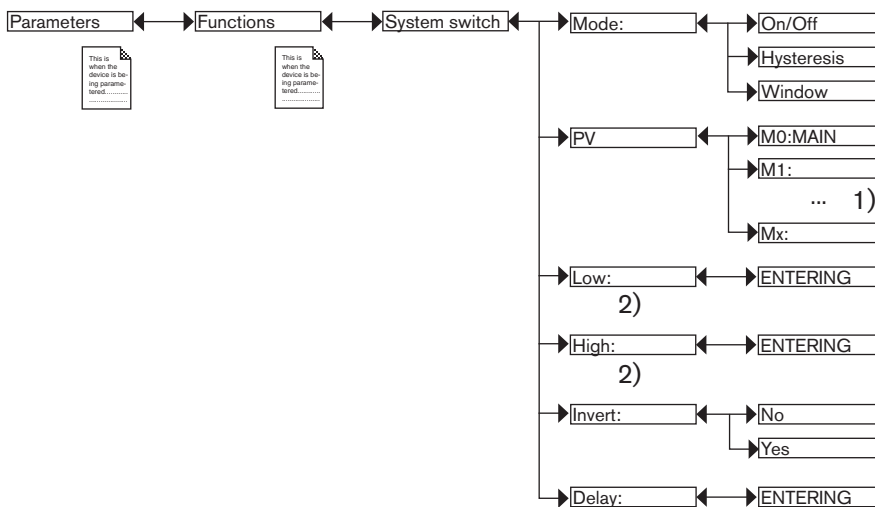 Parameters
Functions
System switch
Mode:
On/Off
Hysteresis
Window
This is
when the
device is be-
ing parame-
tered............
..................
This is
when the
device is be-
ing parame-
tered............
..................
PV
M0:MAIN
M1:
... 1)
Mx:
Low:
ENTERING
2)
High:
ENTERING
2)
Invert:
No
Yes
Delay:
ENTERING